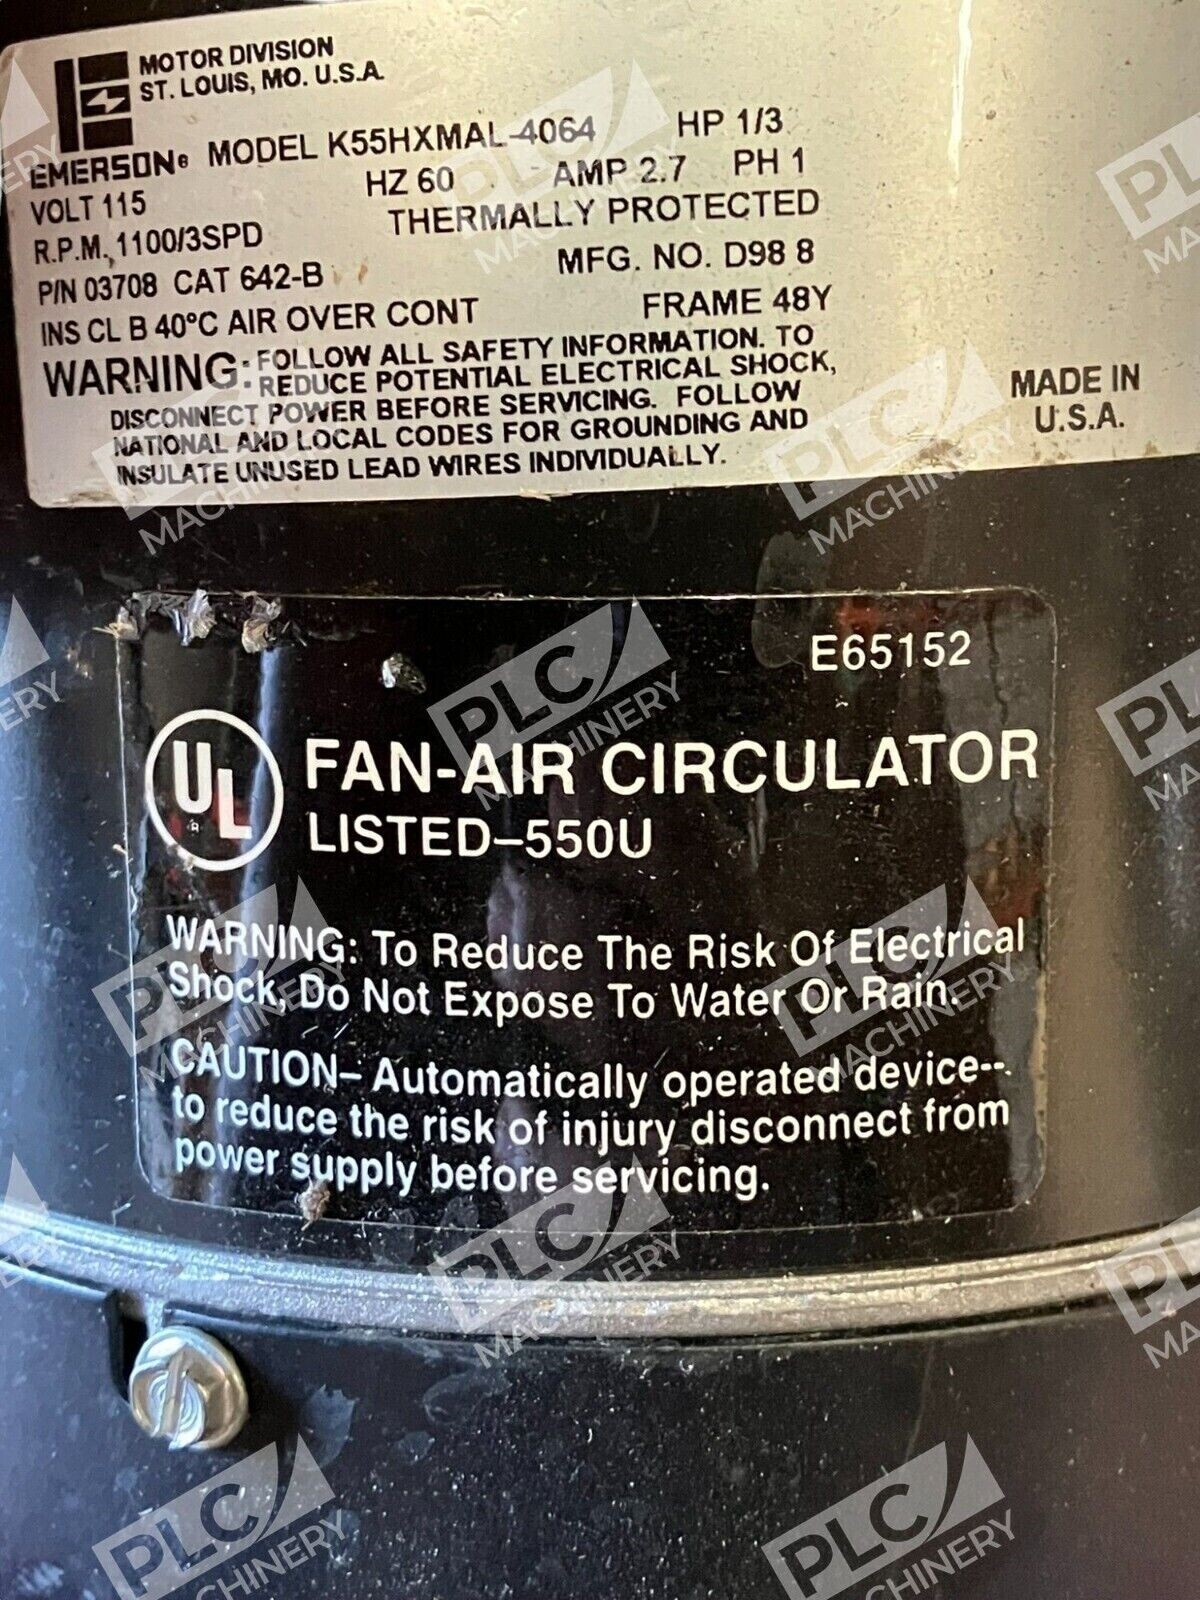 MOTOR DIVISION
ST. LOUIS, MO. U.S.A.
EMERSON® MODEL K55HXMAL-4064 HP 1/3
VOLT 115 HZ 60 AMP 2.7 PH 1
R.P.M. 1100/3SPD THERMALLY PROTECTED
P/N 03708 CAT 642-B MFG. NO. D98 8
INS CL B 40°C AIR OVER CONT FRAME 48Y
WARNING: FOLLOW ALL SAFETY INFORMATION. TO
REDUCE POTENTIAL ELECTRICAL SHOCK,
DISCONNECT POWER BEFORE SERVICING. FOLLOW
NATIONAL AND LOCAL CODES FOR GROUNDING AND
INSULATE UNUSED LEAD WIRES INDIVIDUALLY.
MADE IN
U.S.A.
E65152
UL
FAN-AIR CIRCULATOR
LISTED-550U
WARNING: To Reduce The Risk Of Electrical
Shock, Do Not Expose To Water Or Rain.
CAUTION– Automatically operated device--
to reduce the risk of injury disconnect from
power supply before servicing.
PLC
MACHINERY